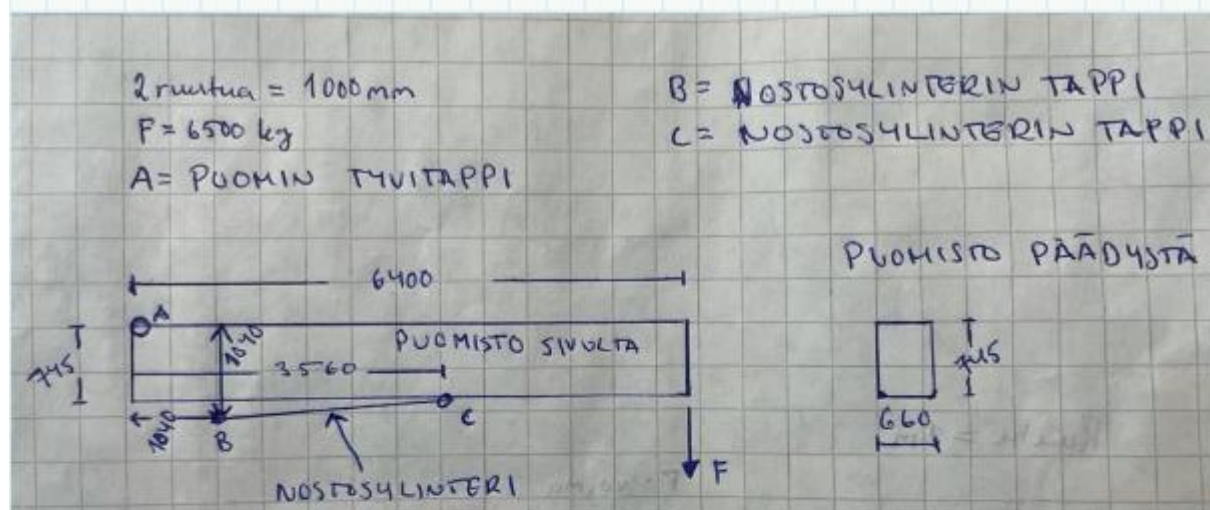 2 ruutua = 1000 mm
F = 6500 kg
A = PUOMIN TYVITAPPI
B = NOSTOSYLINTERIN TAPPI
C = NOSTOSYLINTERIN TAPPI
PUOMISTO PÄÄDYSTÄ
6400
A
745
1040
PUOMISTO SIVULTA
3560
1040
B
C
NOSTOSYLINTERI
F
745
660